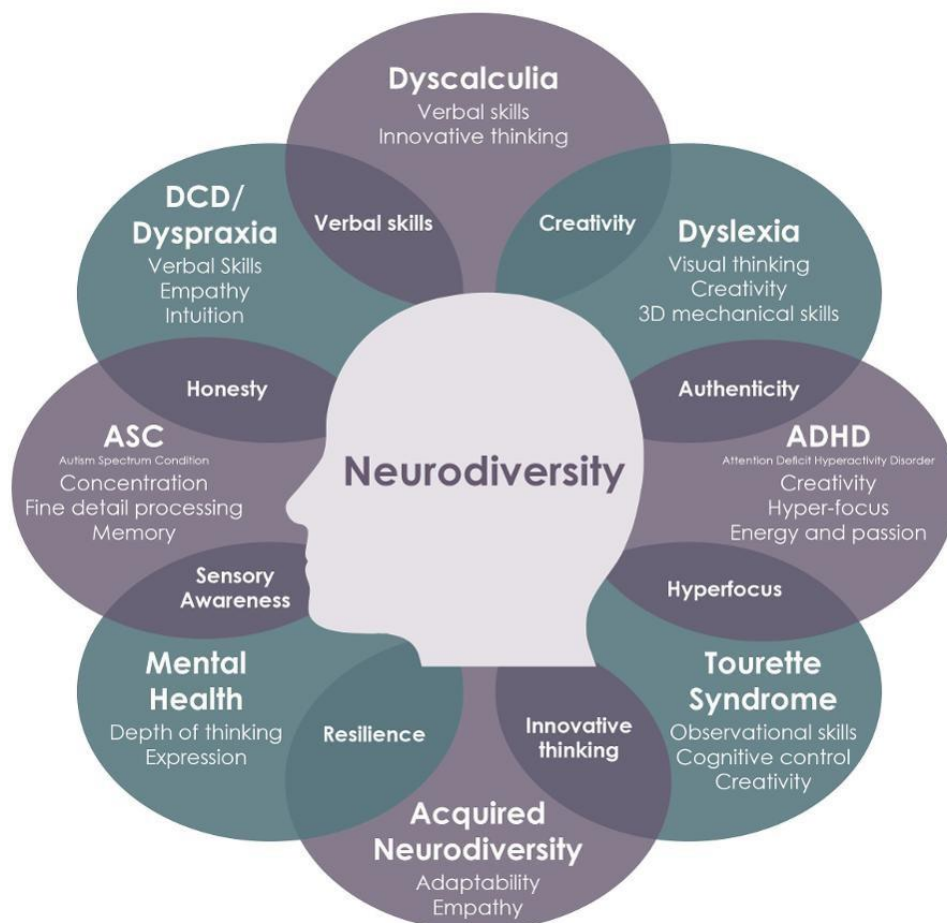 Dyscalculia
Verbal skills
Innovative thinking
DCD/
Dyspraxia
Verbal Skills
Empathy
Intuition
Verbal skills
Creativity
Dyslexia
Visual thinking
Creativity
3D mechanical skills
Honesty
Authenticity
ASC
Autism Spectrum Condition
Concentration
Fine detail processing
Memory
Neurodiversity
ADHD
Attention Deficit Hyperactivity Disorder
Creativity
Hyper-focus
Energy and passion
Sensory
Awareness
Hyperfocus
Mental
Health
Depth of thinking
Expression
Resilience
Innovative
thinking
Tourette
Syndrome
Observational skills
Cognitive control
Creativity
Acquired
Neurodiversity
Adaptability
Empathy